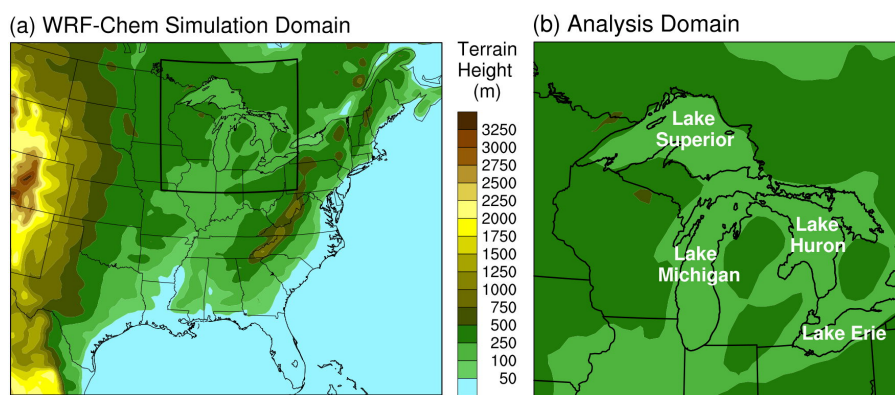 (a) WRF-Chem Simulation Domain
Terrain
Height
(m)
3250
3000
2750
2500
2250
2000
1750
1500
1250
1000
750
500
250
100
50
(b) Analysis Domain
Lake
Superior
Lake
Huron
Lake
Michigan
Lake Erie